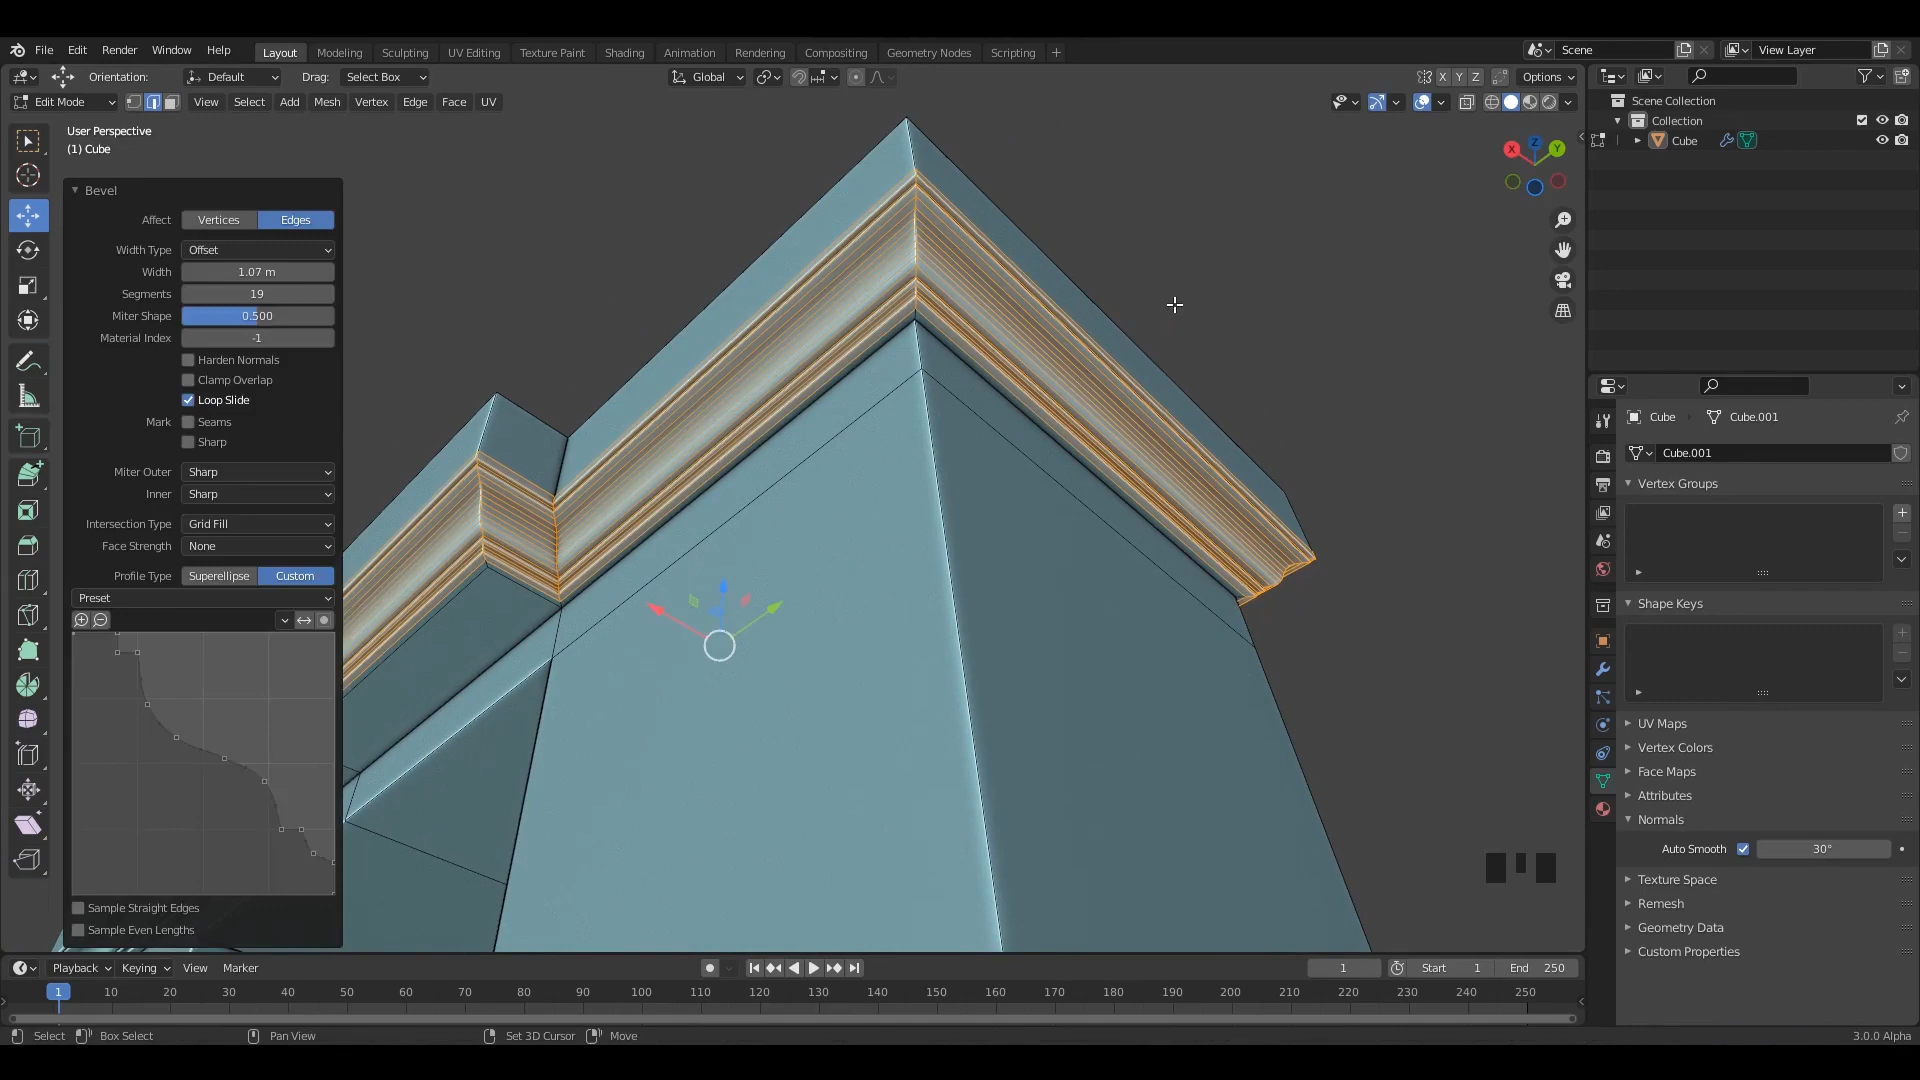 File Edit Render Window Help Layout Modeling Sculpting UV Editing Texture Paint Shading Animation Rendering Compositing Geometry Nodes Scripting + Scene View Layer
Orientation: Default Drag: Select Box Global X Y Z Options
Edit Mode View Select Add Mesh Vertex Edge Face UV
Scene Collection
Collection
Cube
User Perspective
(1) Cube
X Z Y
Bevel
Affect Vertices Edges
Width Type Offset
Width 1.07 m
Segments 19
Miter Shape 0.500
Material Index -1
Harden Normals
Clamp Overlap
Loop Slide
Mark Seams
Sharp
Miter Outer Sharp
Inner Sharp
Intersection Type Grid Fill
Face Strength None
Profile Type Superellipse Custom
Preset
Sample Straight Edges
Sample Even Lengths
Cube Cube.001
Cube.001
Vertex Groups
Shape Keys
UV Maps
Vertex Colors
Face Maps
Attributes
Normals
Auto Smooth 30°
Texture Space
Remesh
Geometry Data
Custom Properties
Playback Keying View Marker 1 Start 1 End 250
1 10 20 30 40 50 60 70 80 90 100 110 120 130 140 150 160 170 180 190 200 210 220 230 240 250
Select Box Select Pan View Set 3D Cursor Move 3.0.0 Alpha